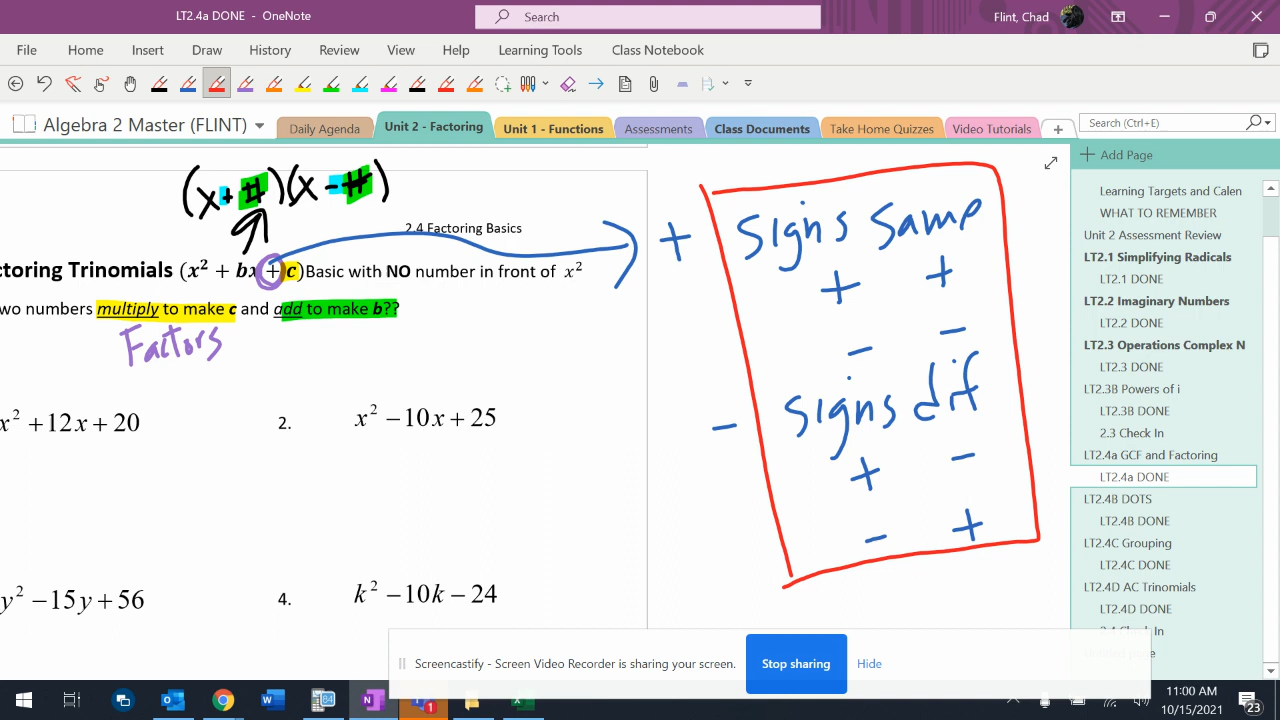 LT2.4a DONE - OneNote
Search
Flint, Chad
File Home Insert Draw History Review View Help Learning Tools Class Notebook
Algebra 2 Master (FLINT)
Daily Agenda
Unit 2 - Factoring
Unit 1 - Functions
Assessments
Class Documents
Take Home Quizzes
Video Tutorials
+
Search (Ctrl+E)
Add Page
Learning Targets and Calen
WHAT TO REMEMBER
Unit 2 Assessment Review
LT2.1 Simplifying Radicals
LT2.1 DONE
LT2.2 Imaginary Numbers
LT2.2 DONE
LT2.3 Operations Complex N
LT2.3 DONE
LT2.3B Powers of i
LT2.3B DONE
2.3 Check In
LT2.4a GCF and Factoring
LT2.4a DONE
LT2.4B DOTS
LT2.4B DONE
LT2.4C Grouping
LT2.4C DONE
LT2.4D AC Trinomials
LT2.4D DONE
(x + #)(x - #)
2.4 Factoring Basics
ctoring Trinomials (x² + bx + c) Basic with NO number in front of x²
wo numbers multiply to make c and add to make b??
Factors
x² + 12x + 20
2. x² − 10x + 25
y² − 15y + 56
4. k² − 10k − 24
+ Signs Same
+ +
- -
- Signs dif
+ -
- +
Screencastify - Screen Video Recorder is sharing your screen.
Stop sharing
Hide
11:00 AM
10/15/2021
23